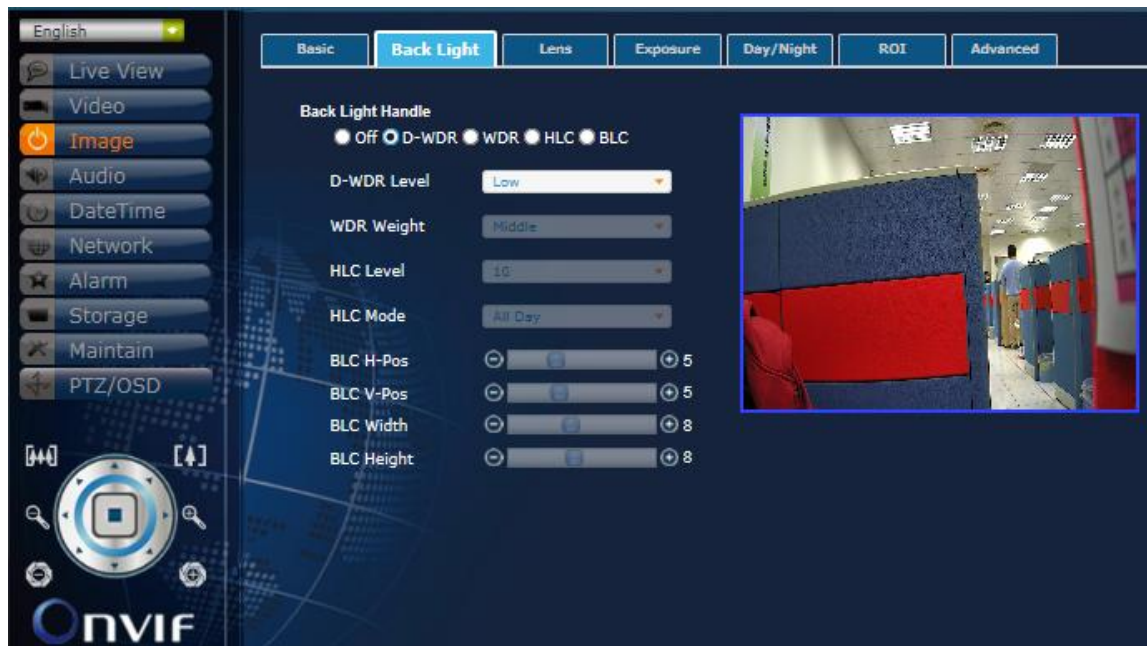 English
Live View
Video
Image
Audio
DateTime
Network
Alarm
Storage
Maintain
PTZ/OSD
Onvif
Basic
Back Light
Lens
Exposure
Day/Night
ROI
Advanced
Back Light Handle
Off D-WDR WDR HLC BLC
D-WDR Level Low
WDR Weight Middle
HLC Level 16
HLC Mode All Day
BLC H-Pos 5
BLC V-Pos 5
BLC Width 8
BLC Height 8